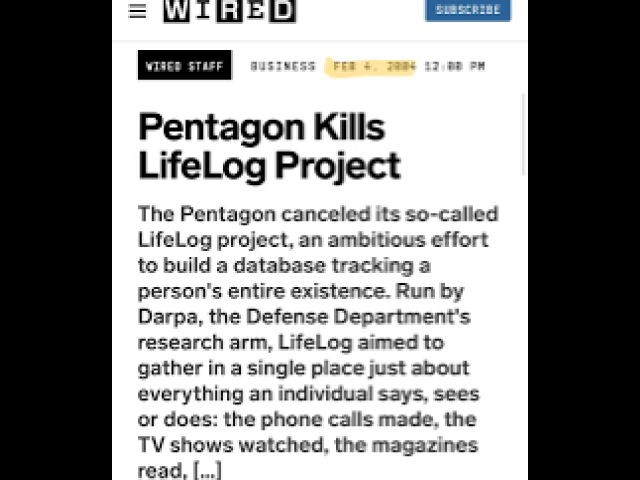 WIRED
SUBSCRIBE
WIRED STAFF BUSINESS FEB 4, 2004 12:00 PM
Pentagon Kills
LifeLog Project
The Pentagon canceled its so-called
LifeLog project, an ambitious effort
to build a database tracking a
person's entire existence. Run by
Darpa, the Defense Department's
research arm, LifeLog aimed to
gather in a single place just about
everything an individual says, sees
or does: the phone calls made, the
TV shows watched, the magazines
read, [...]